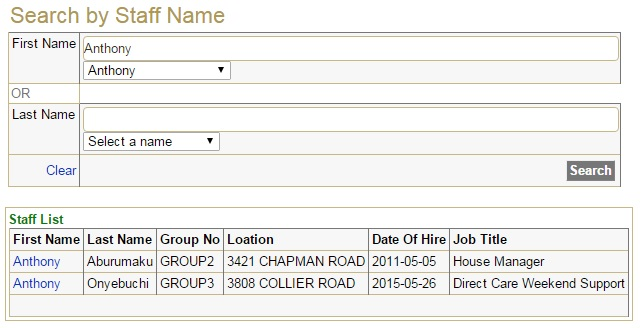 Search by Staff Name
First Name Anthony
Anthony
OR
Last Name
Select a name
Clear Search
Staff List
First Name Last Name Group No Loation Date Of Hire Job Title
Anthony Aburumaku GROUP2 3421 CHAPMAN ROAD 2011-05-05 House Manager
Anthony Onyebuchi GROUP3 3808 COLLIER ROAD 2015-05-26 Direct Care Weekend Support